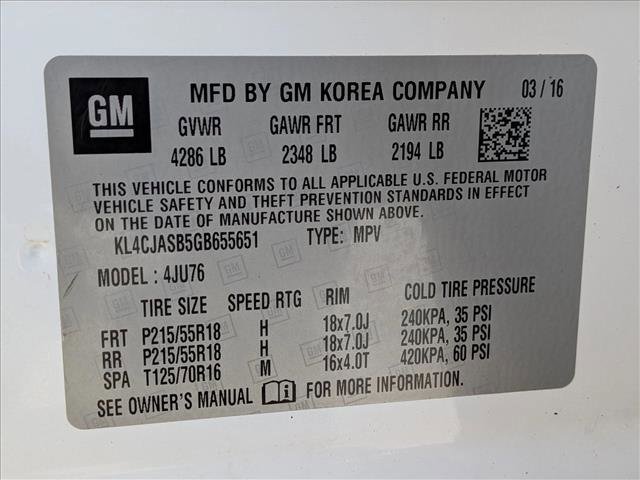 GM
MFD BY GM KOREA COMPANY 03 / 16
GVWR GAWR FRT GAWR RR
4286 LB 2348 LB 2194 LB
THIS VEHICLE CONFORMS TO ALL APPLICABLE U.S. FEDERAL MOTOR
VEHICLE SAFETY AND THEFT PREVENTION STANDARDS IN EFFECT
ON THE DATE OF MANUFACTURE SHOWN ABOVE.
KL4CJASB5GB655651 TYPE: MPV
MODEL : 4JU76
TIRE SIZE SPEED RTG RIM COLD TIRE PRESSURE
FRT P215/55R18 H 18x7.0J 240KPA, 35 PSI
RR P215/55R18 H 18x7.0J 240KPA, 35 PSI
SPA T125/70R16 M 16x4.0T 420KPA, 60 PSI
SEE OWNER'S MANUAL i FOR MORE INFORMATION.